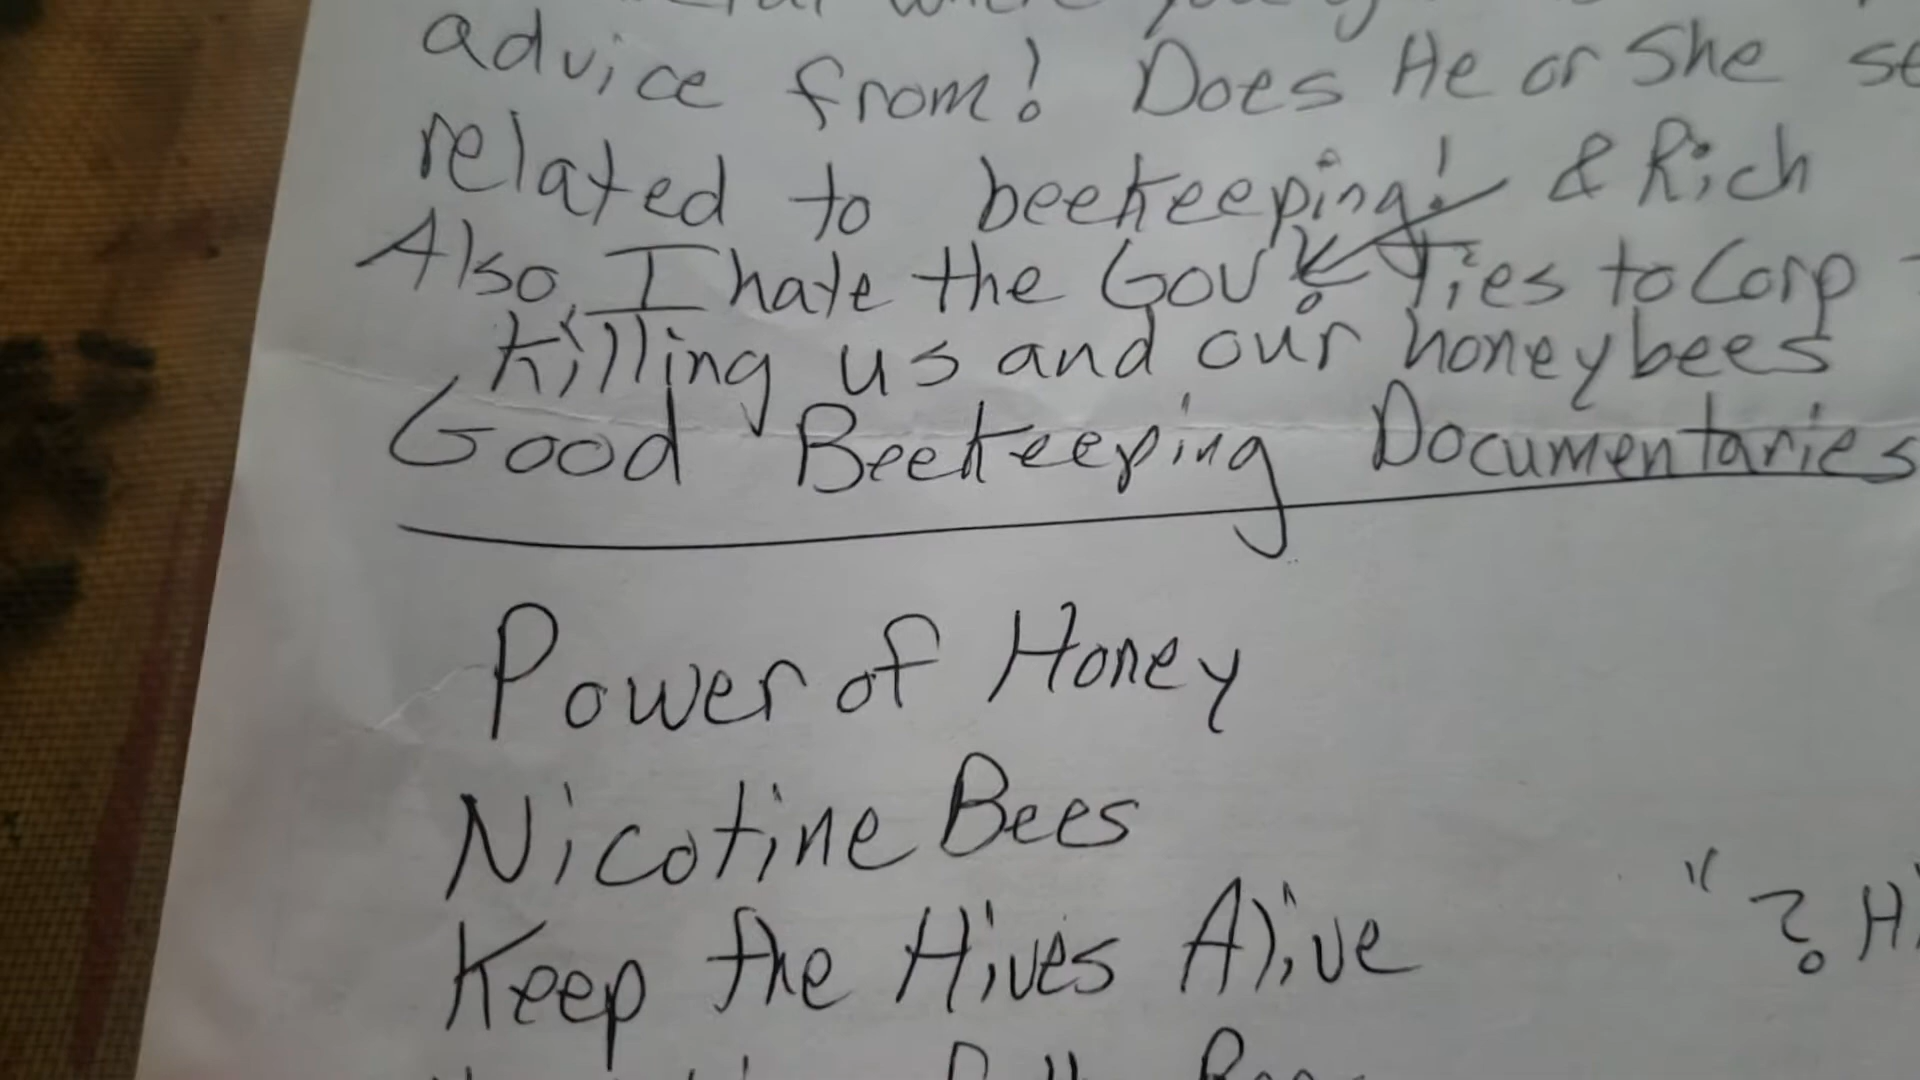 advice from! Does He or She
related to beekeeping! & Rich
Also, I hate the Gov! Ties to Corp
Killing us and our honeybees
Good Beekeeping Documentaries
Power of Honey
Nicotine Bees
Keep the Hives Alive
"? H